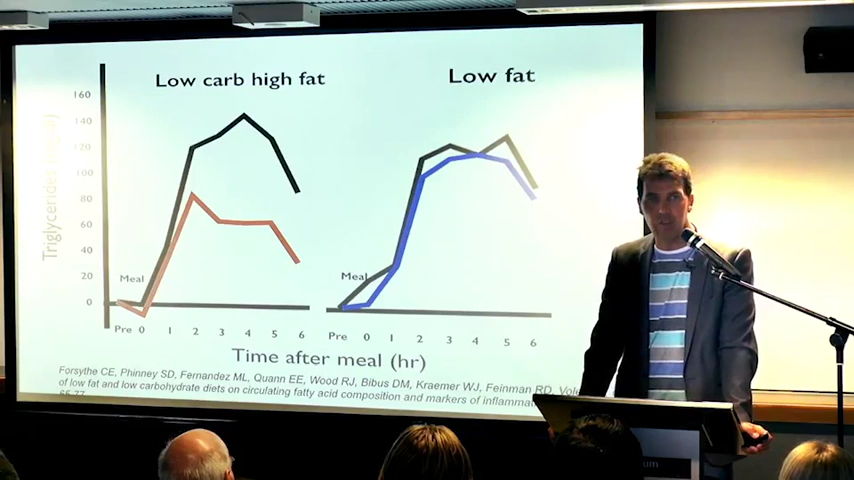 Low carb high fat
Low fat
160
140
120
100
80
60
40
20
0
Triglycerides
Meal
Meal
Pre 0 1 2 3 4 5 6
Pre 0 1 2 3 4 5 6
Time after meal (hr)
Forsythe CE, Phinney SD, Fernandez ML, Quann EE, Wood RJ, Bibus DM, Kraemer WJ, Feinman RD,
of low fat and low carbohydrate diets on circulating fatty acid composition and markers of